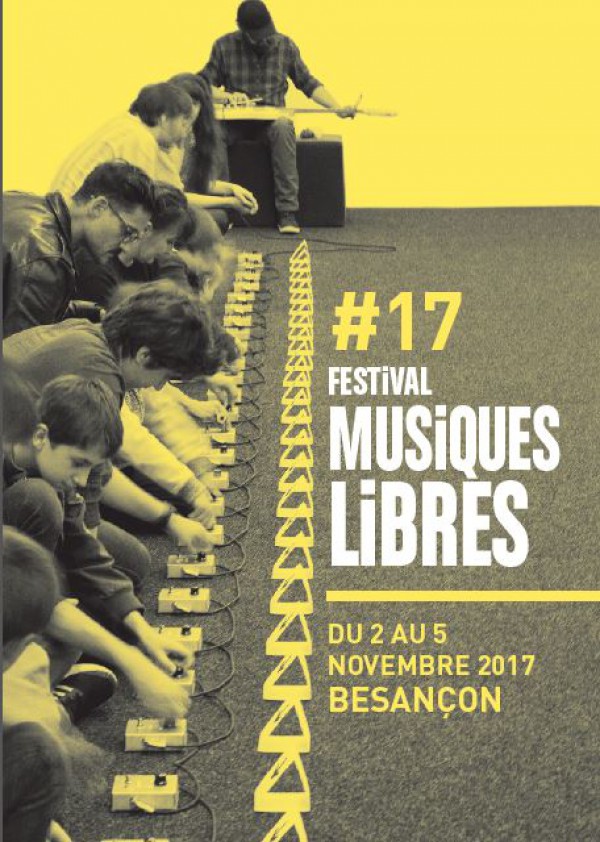 #17
FESTiVAL
MUSiQUES
LiBRES
DU 2 AU 5
NOVEMBRE 2017
BESANÇON